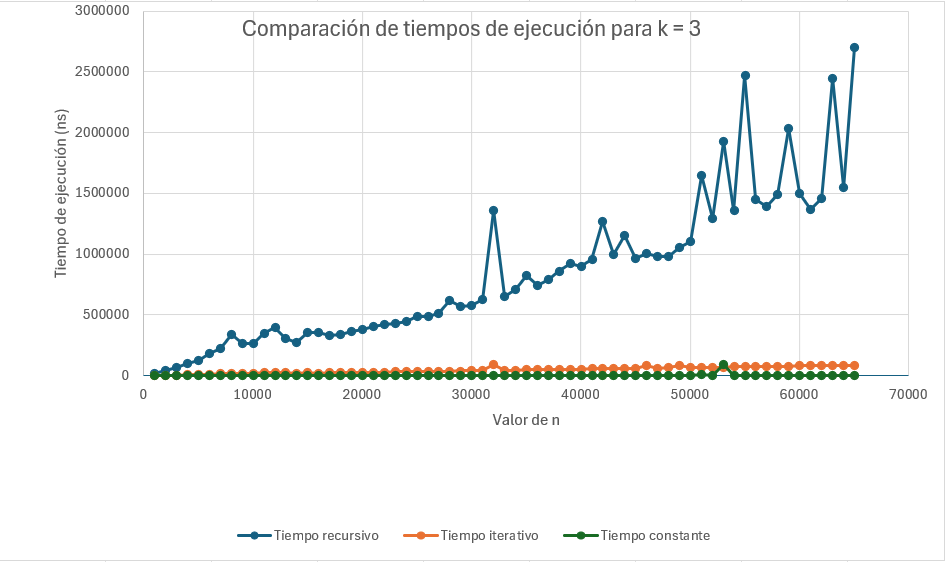 Comparación de tiempos de ejecución para k = 3
3000000
2500000
2000000
1500000
1000000
500000
0
Tiempo de ejecución (ns)
0 10000 20000 30000 40000 50000 60000 70000
Valor de n
Tiempo recursivo Tiempo iterativo Tiempo constante